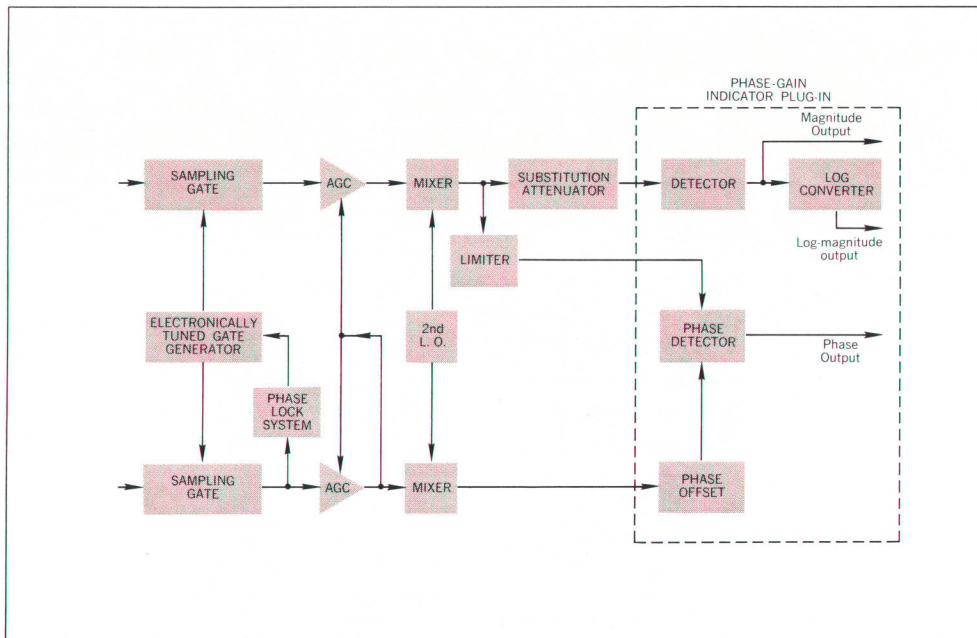 PHASE-GAIN
INDICATOR PLUG-IN
Magnitude
Output
SAMPLING
GATE
AGC
MIXER
SUBSTITUTION
ATTENUATOR
DETECTOR
LOG
CONVERTER
LIMITER
Log-magnitude
output
ELECTRONICALLY
TUNED GATE
GENERATOR
2nd
L. O.
PHASE
DETECTOR
Phase
Output
PHASE
LOCK
SYSTEM
SAMPLING
GATE
AGC
MIXER
PHASE
OFFSET